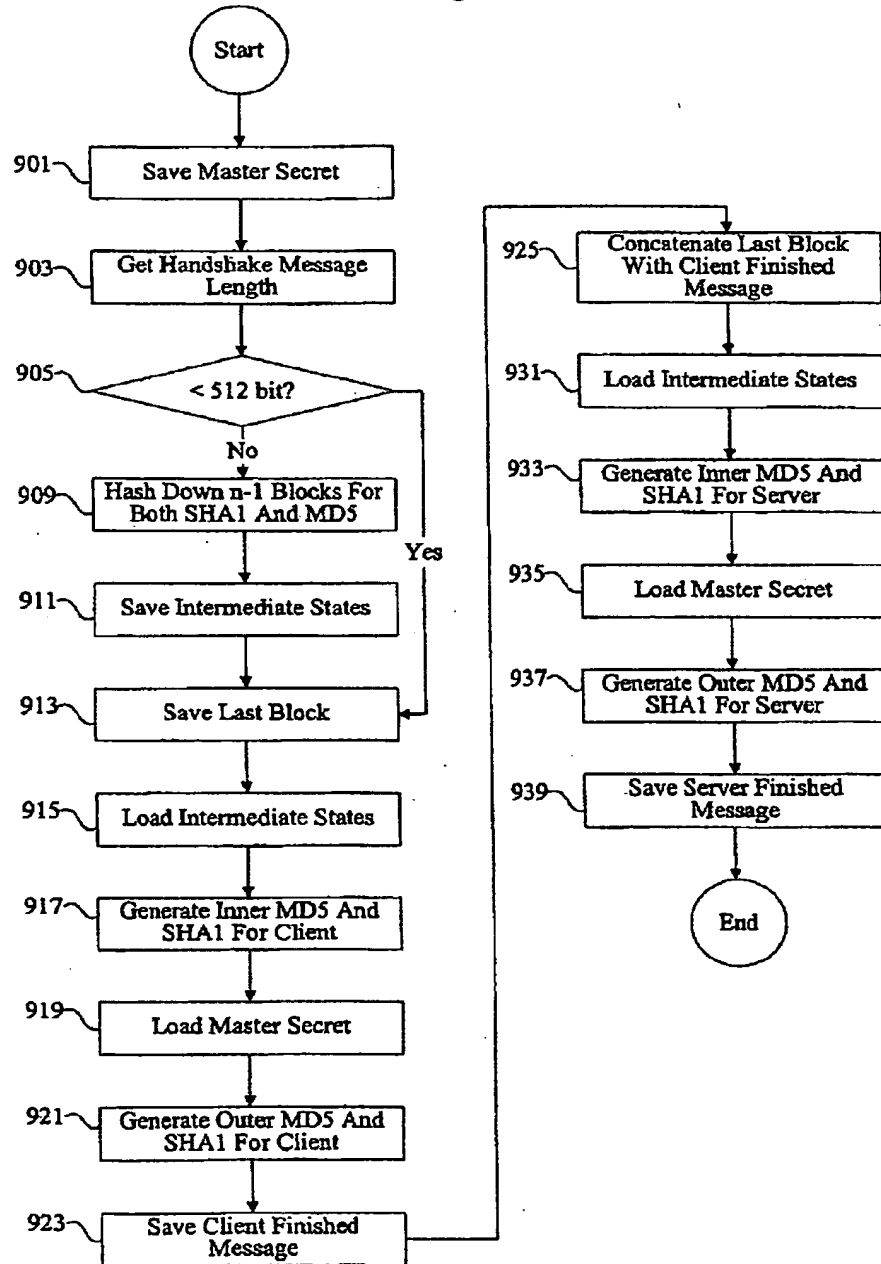 Start
901
Save Master Secret
903
Get Handshake Message
Length
905
< 512 bit?
No
Yes
909
Hash Down n-1 Blocks For
Both SHA1 And MD5
911
Save Intermediate States
913
Save Last Block
915
Load Intermediate States
917
Generate Inner MD5 And
SHA1 For Client
919
Load Master Secret
921
Generate Outer MD5 And
SHA1 For Client
923
Save Client Finished
Message
925
Concatenate Last Block
With Client Finished
Message
931
Load Intermediate States
933
Generate Inner MD5 And
SHA1 For Server
935
Load Master Secret
937
Generate Outer MD5 And
SHA1 For Server
939
Save Server Finished
Message
End